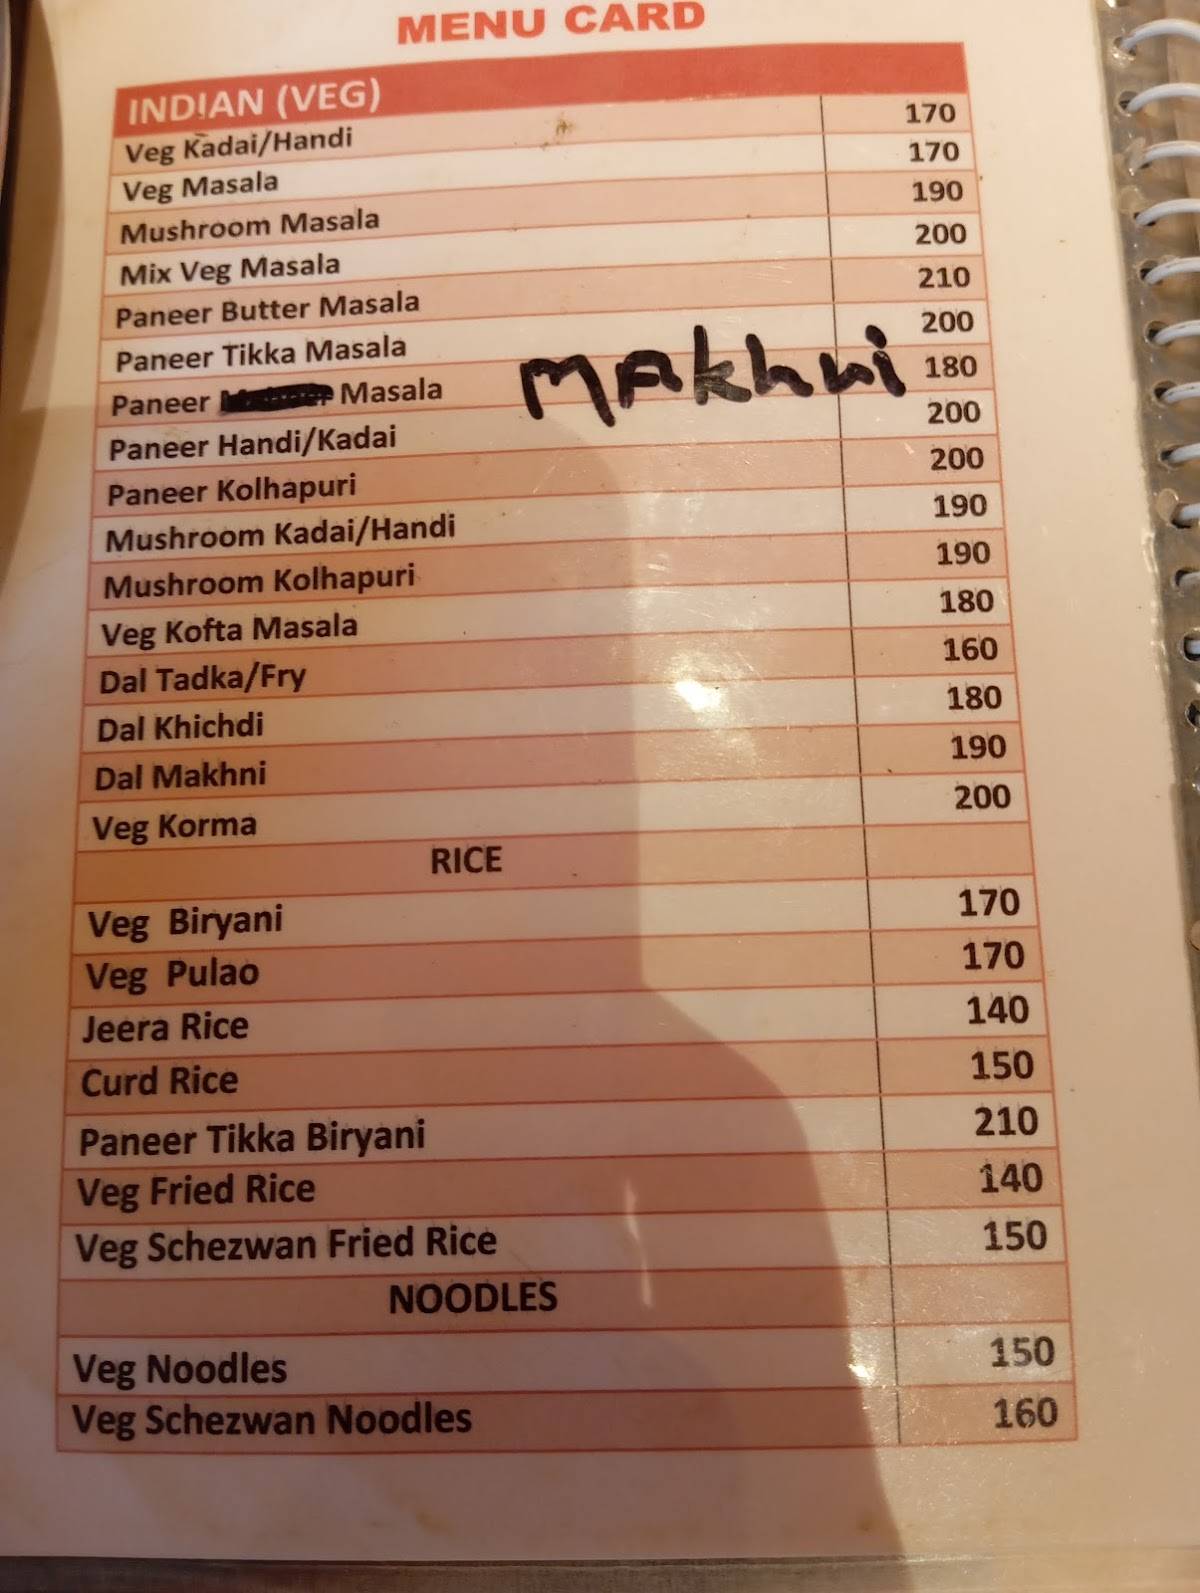 MENU CARD
INDIAN (VEG)
Veg Kadai/Handi 170
Veg Masala 170
Mushroom Masala 190
Mix Veg Masala 200
Paneer Butter Masala 210
Paneer Tikka Masala 200
Paneer Masala Makhni 180
Paneer Handi/Kadai 200
Paneer Kolhapuri 200
Mushroom Kadai/Handi 190
Mushroom Kolhapuri 190
Veg Kofta Masala 180
Dal Tadka/Fry 160
Dal Khichdi 180
Dal Makhni 190
Veg Korma 200
RICE
Veg Biryani 170
Veg Pulao 170
Jeera Rice 140
Curd Rice 150
Paneer Tikka Biryani 210
Veg Fried Rice 140
Veg Schezwan Fried Rice 150
NOODLES
Veg Noodles 150
Veg Schezwan Noodles 160